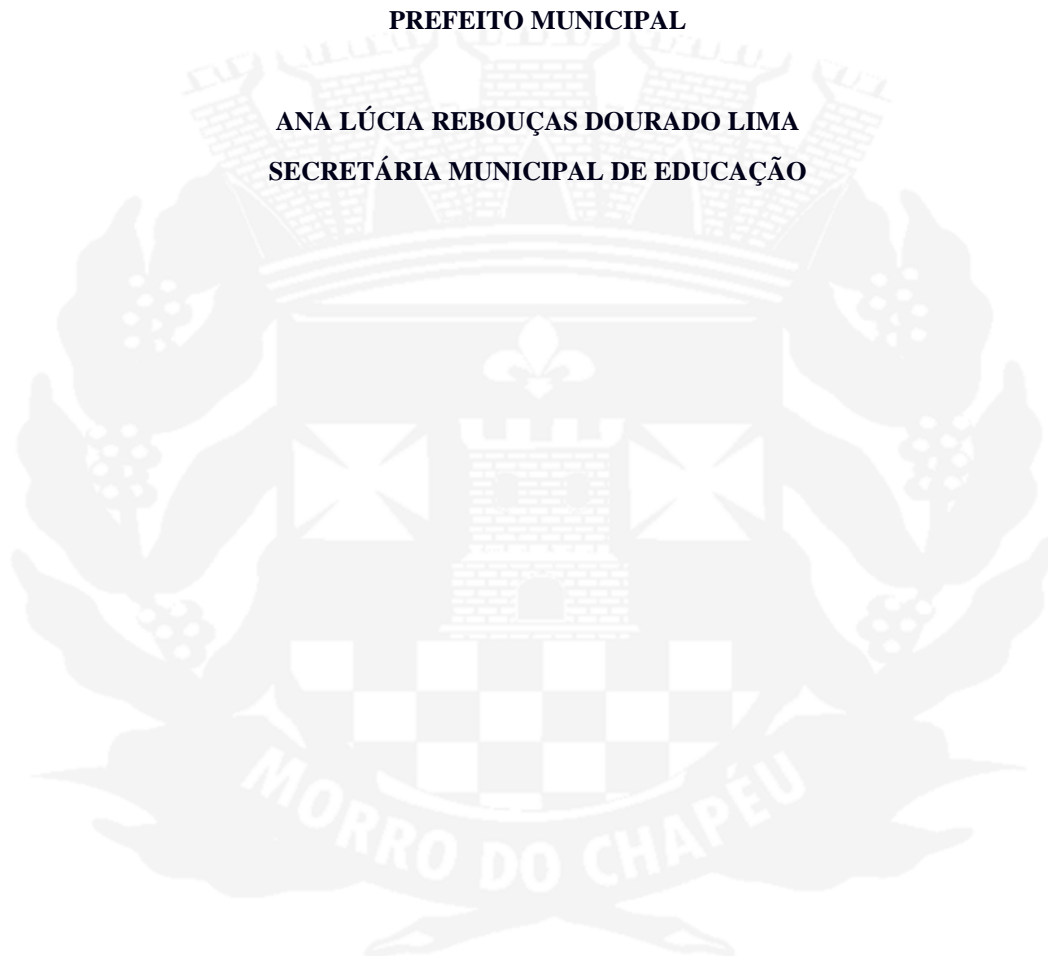 PREFEITO MUNICIPAL
ANA LÚCIA REBOUÇAS DOURADO LIMA
SECRETÁRIA MUNICIPAL DE EDUCAÇÃO
MORRO DO CHAPÉU